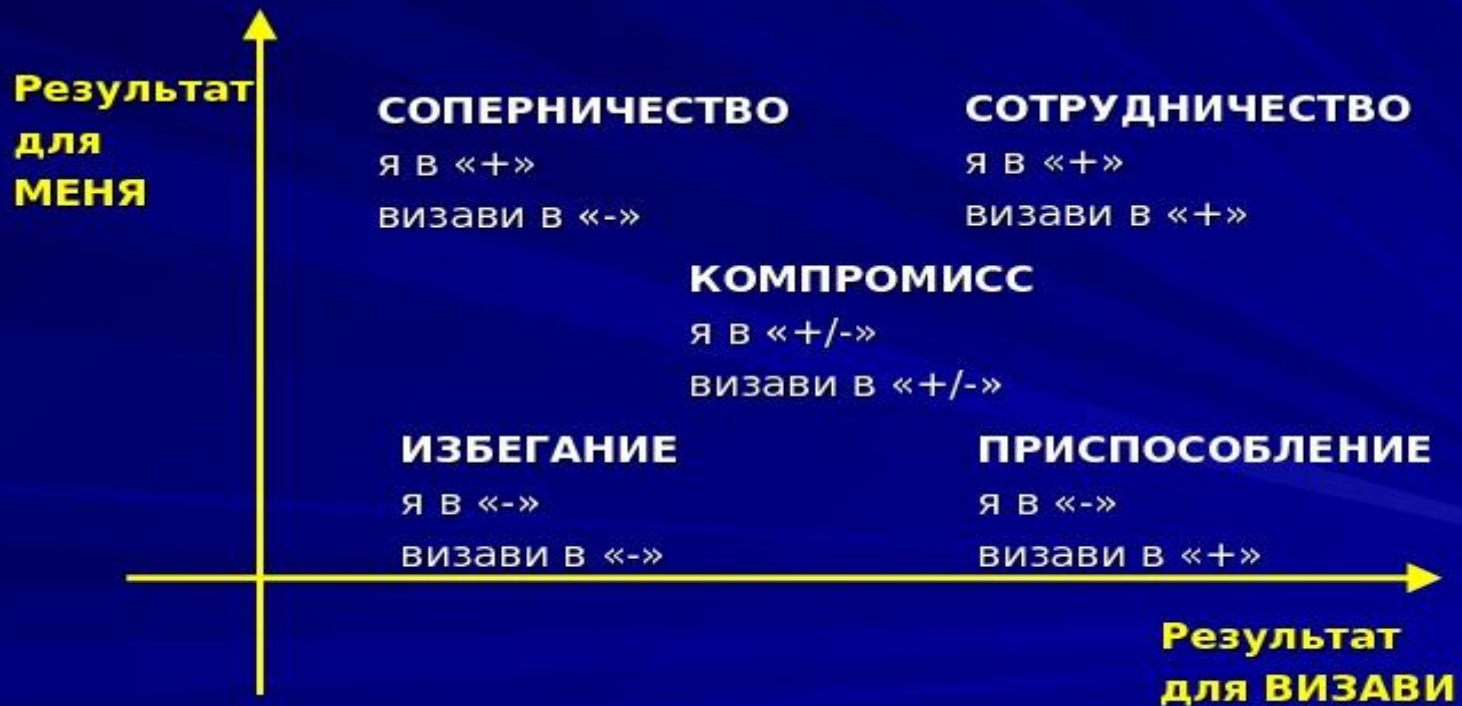 Результат
для
МЕНЯ
СОПЕРНИЧЕСТВО
я в «+»
визави в «-»
СОТРУДНИЧЕСТВО
я в «+»
визави в «+»
КОМПРОМИСС
я в «+/-»
визави в «+/-»
ИЗБЕГАНИЕ
я в «-»
визави в «-»
ПРИСПОСОБЛЕНИЕ
я в «-»
визави в «+»
Результат
для ВИЗАВИ